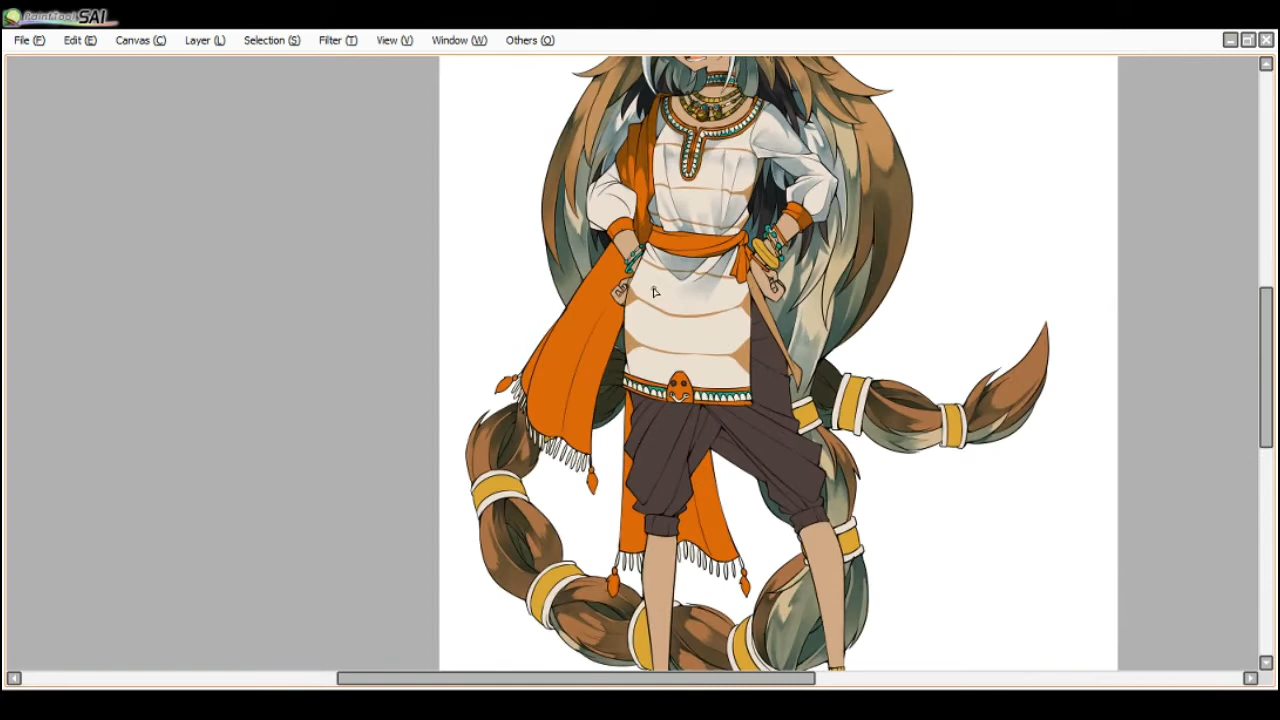 PaintTool SAI
File (F) Edit (E) Canvas (C) Layer (L) Selection (S) Filter (T) View (V) Window (W) Others (O)